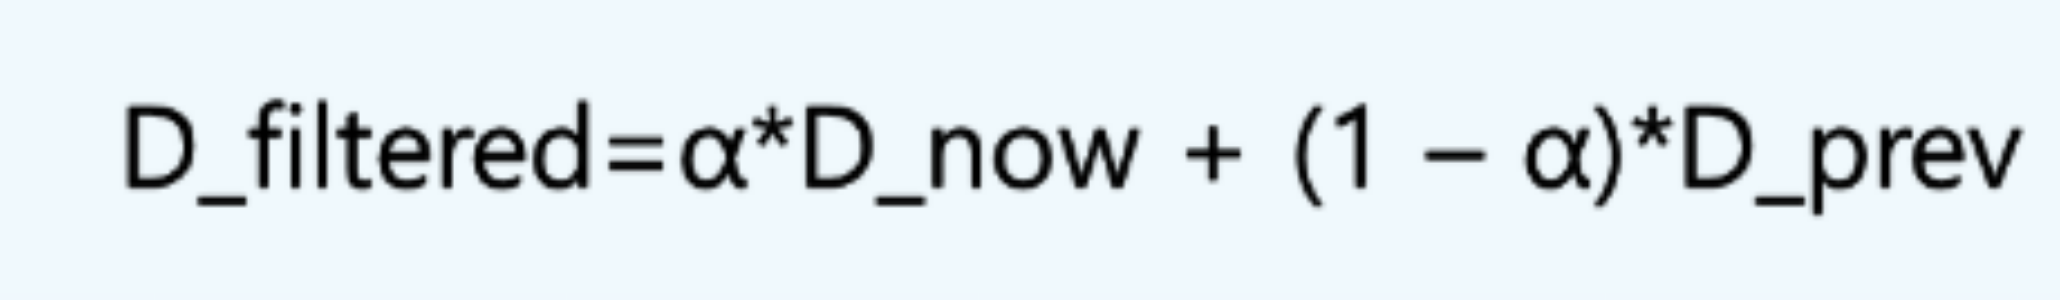 D_filtered=α*D_now + (1 – α)*D_prev